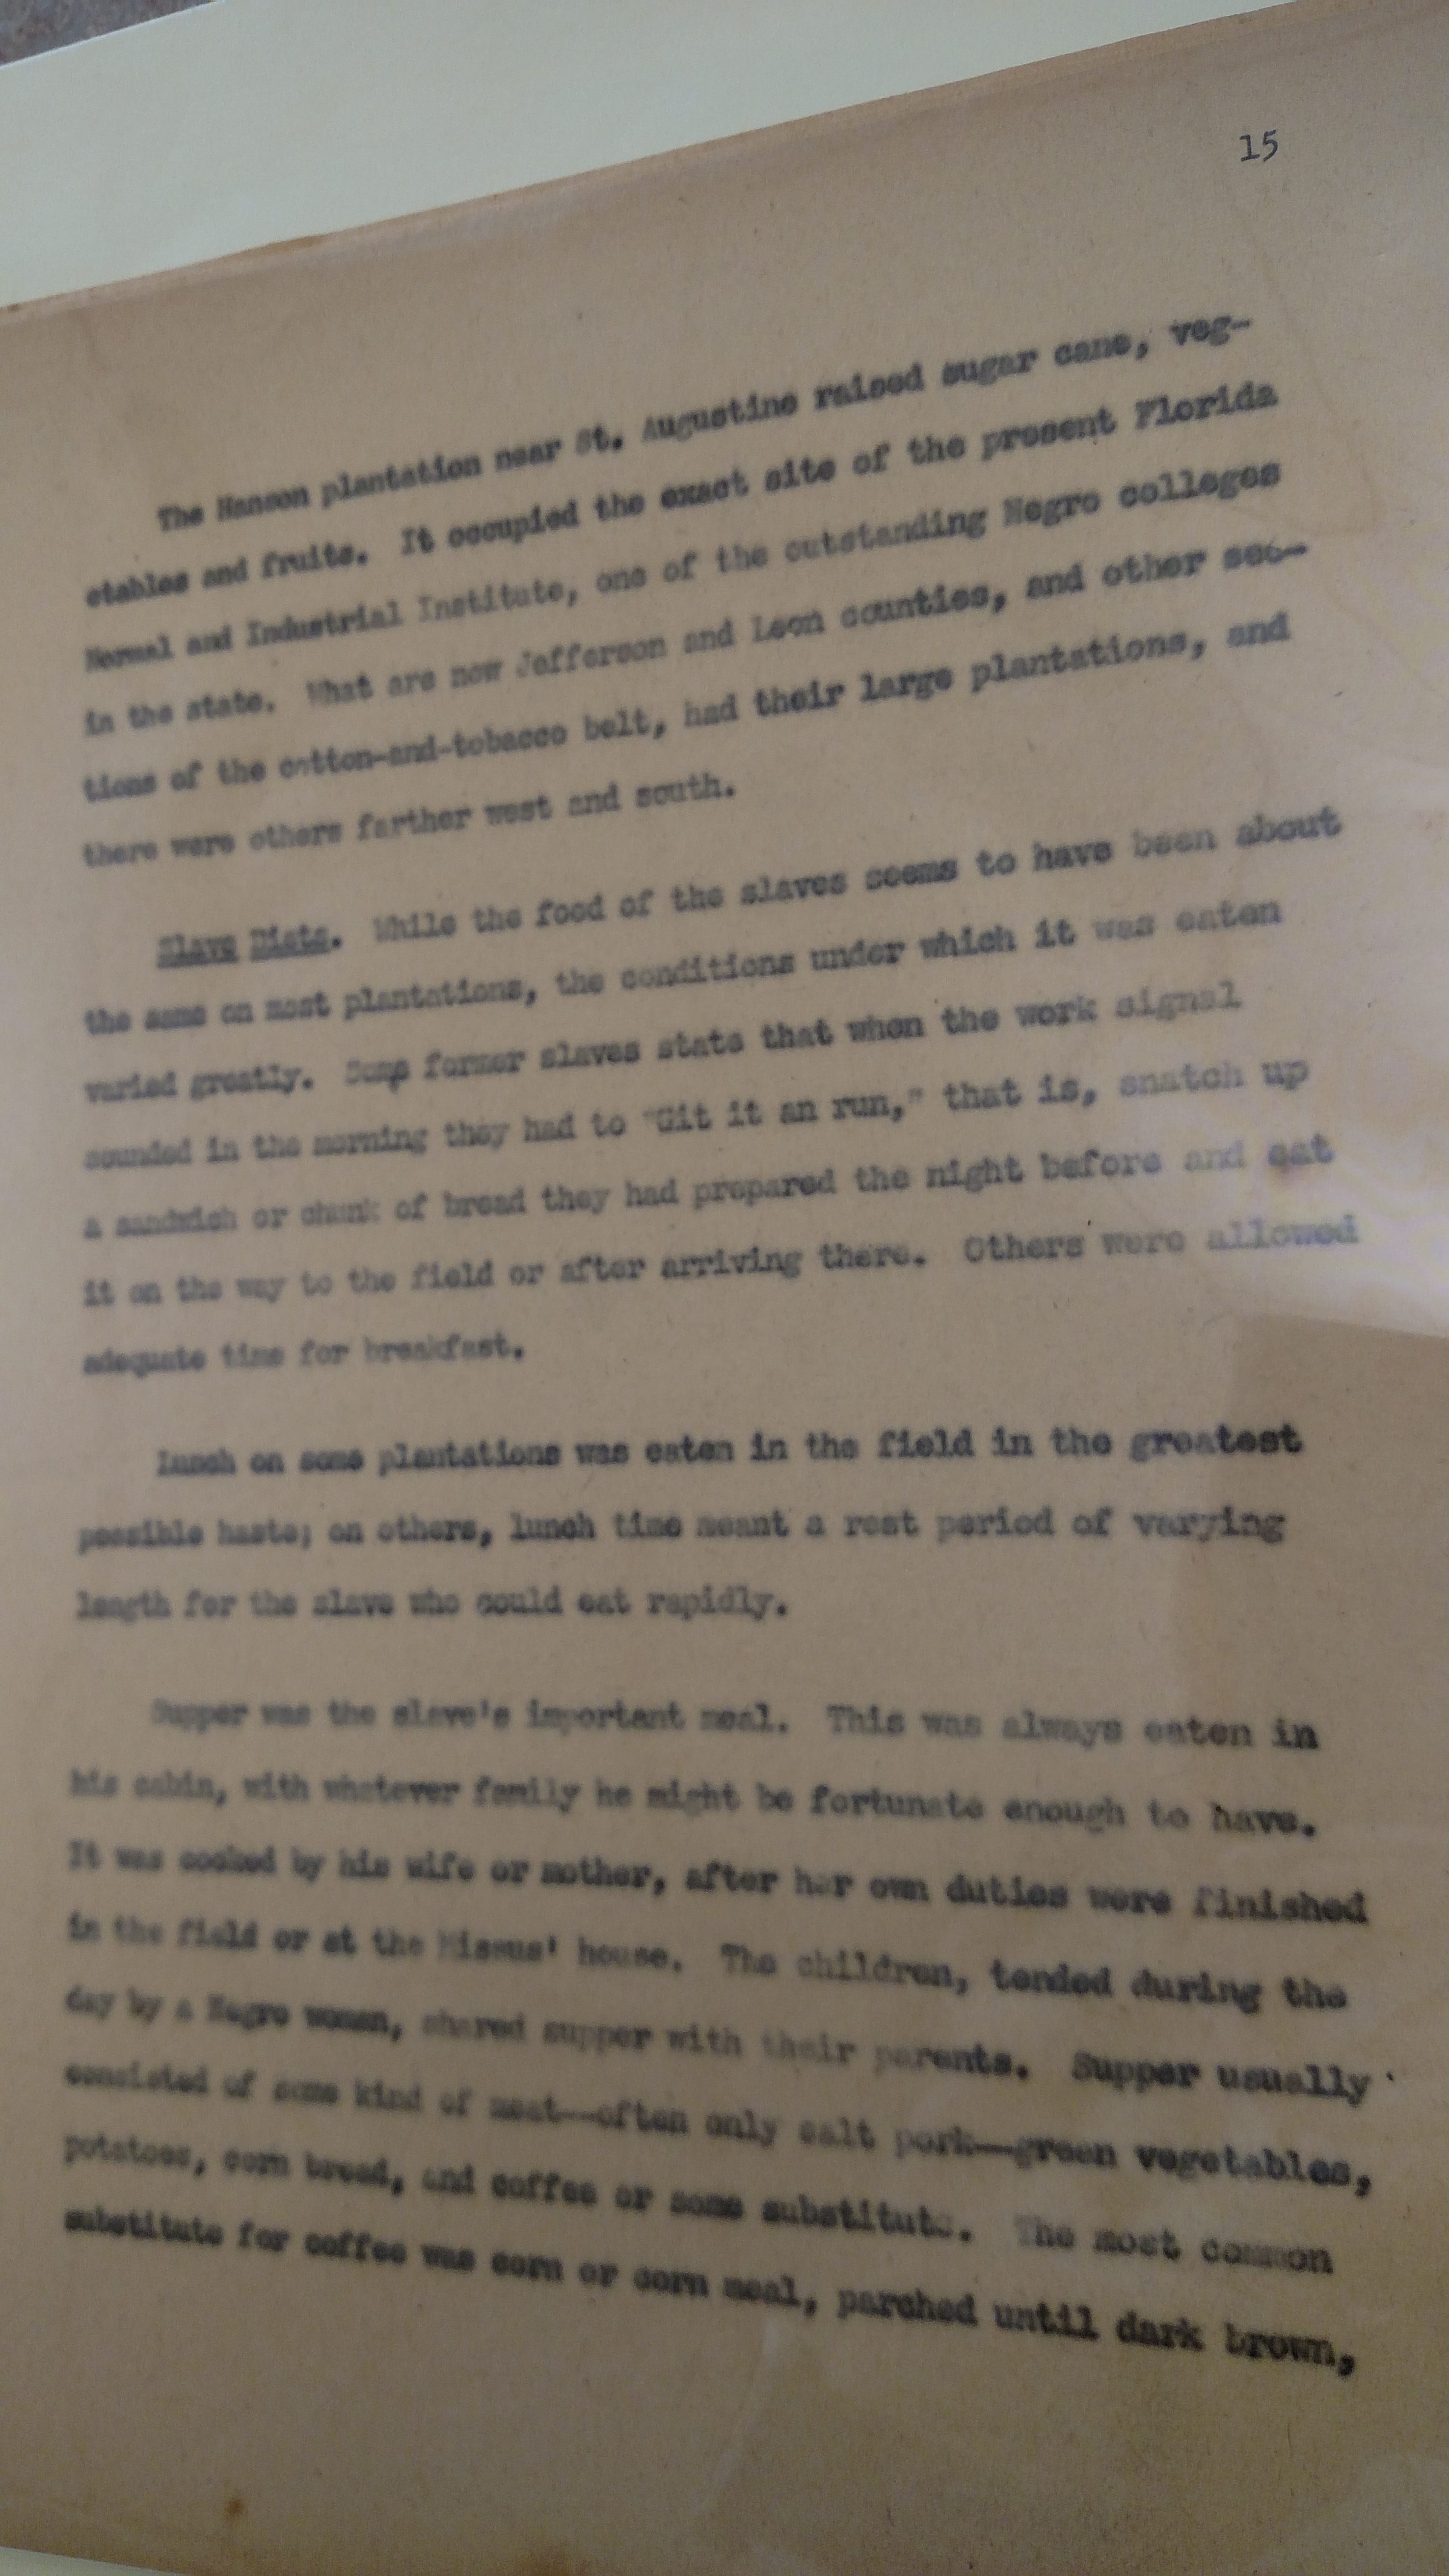 15
The Hanson plantation near St. Augustine raised sugar cane, veg-
etables and fruits. It occupied the exact site of the present Florida
Normal and Industrial Institute, one of the outstanding Negro colleges
in the state. What are now Jefferson and Leon counties, and other sec-
tions of the cotton-and-tobacco belt, had their large plantations, and
there were others farther west and south.
Slave Diets. While the food of the slaves seems to have been about
the same on most plantations, the conditions under which it was eaten
varied greatly. Some former slaves state that when the work signal
sounded in the morning they had to "Git it an run," that is, snatch up
a sandwich or chunk of bread they had prepared the night before and eat
it on the way to the field or after arriving there. Others were allowed
adequate time for breakfast.
Lunch on some plantations was eaten in the field in the greatest
possible haste; on others, lunch time meant a rest period of varying
length for the slave who could eat rapidly.
Supper was the slave's important meal. This was always eaten in
his cabin, with whatever family he might be fortunate enough to have.
It was cooked by his wife or mother, after her own duties were finished
in the field or at the Missus' house. The children, tended during the
day by a Negro woman, shared supper with their parents. Supper usually
consisted of some kind of meat—often only salt pork—green vegetables,
potatoes, corn bread, and coffee or some substitute. The most common
substitute for coffee was corn or corn meal, parched until dark brown,